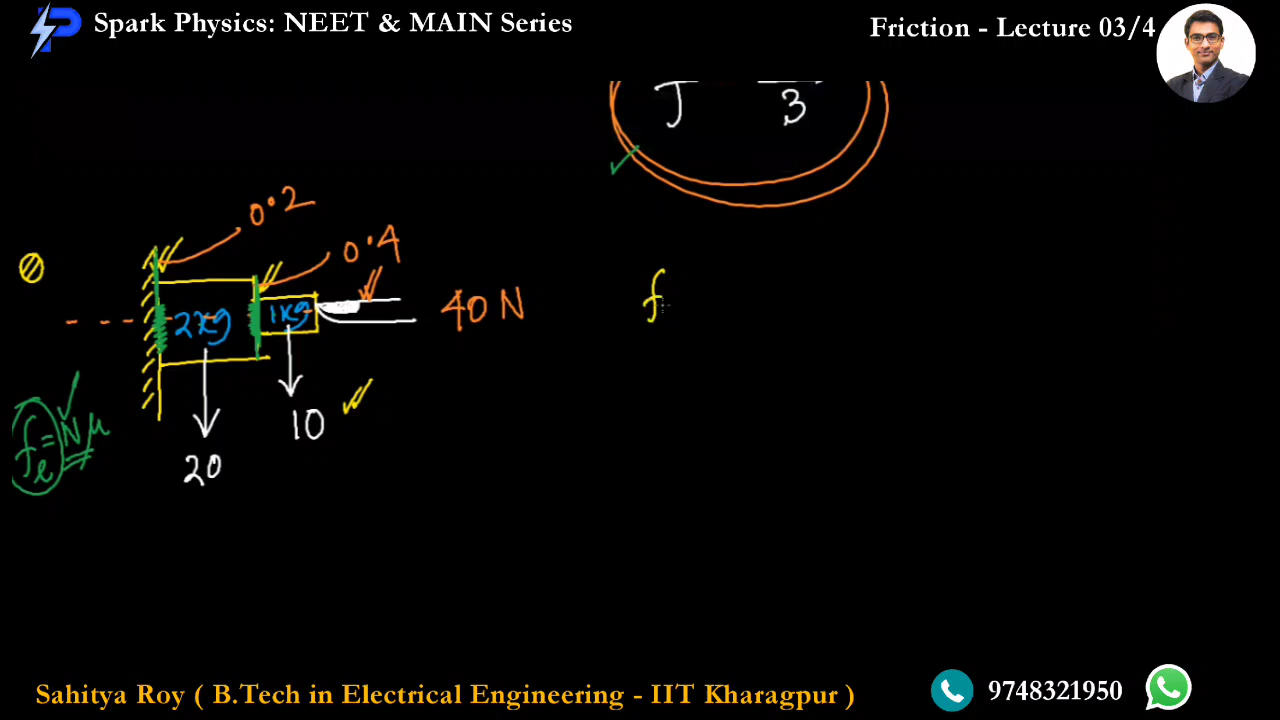 Spark Physics: NEET & MAIN Series
Friction - Lecture 03/4
J 3
0.2
0.4
2kg
1kg
40 N
f
fℓ = Nμ
10
20
Sahitya Roy ( B.Tech in Electrical Engineering - IIT Kharagpur )
9748321950